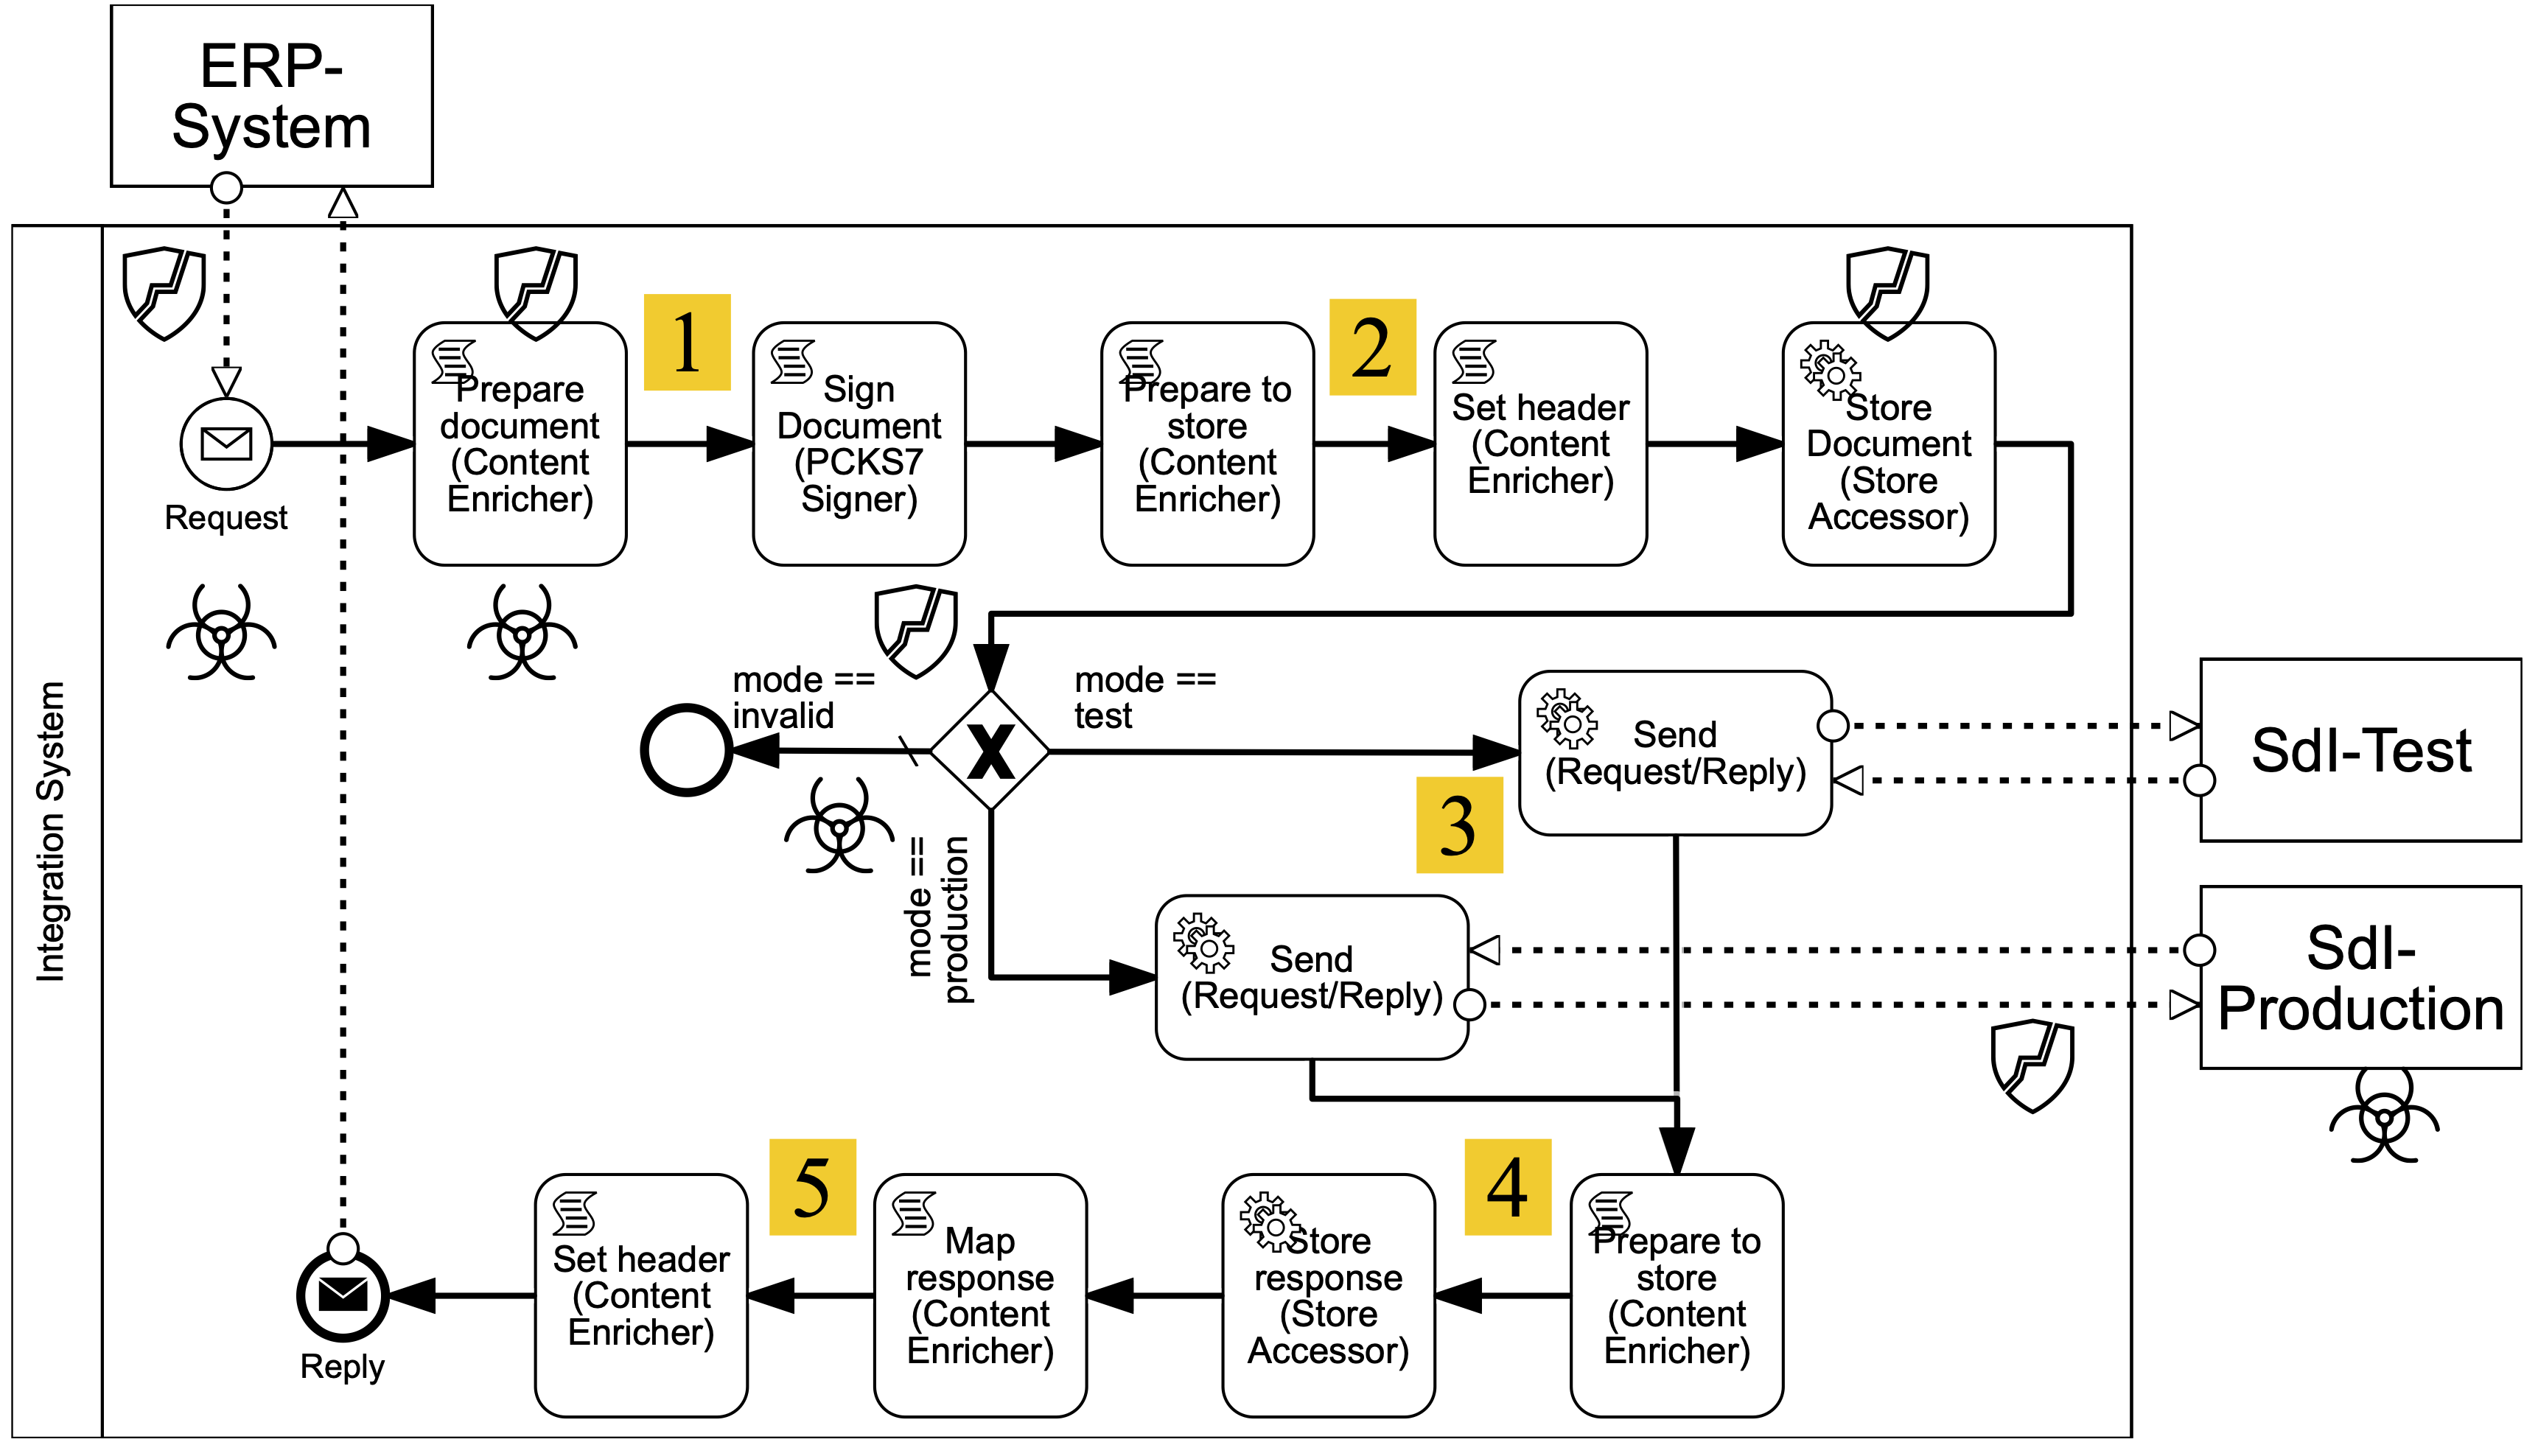 ERP-
System
Integration System
Request
Prepare
document
(Content
Enricher)
1
Sign
Document
(PCKS7
Signer)
Prepare to
store
(Content
Enricher)
2
Set header
(Content
Enricher)
Store
Document
(Store
Accessor)
mode ==
invalid
X
mode ==
test
mode ==
production
Send
(Request/Reply)
SdI-Test
3
Send
(Request/Reply)
SdI-
Production
Prepare to
store
(Content
Enricher)
4
Store
response
(Store
Accessor)
Map
response
(Content
Enricher)
5
Set header
(Content
Enricher)
Reply